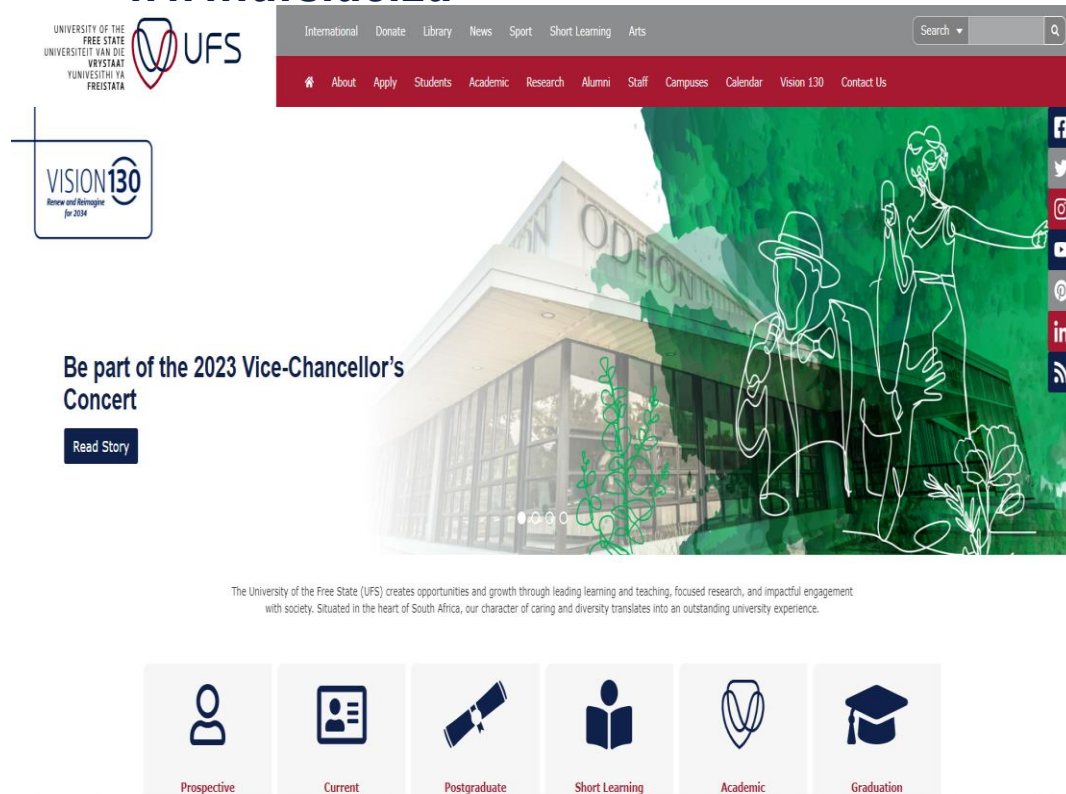 UNIVERSITY OF THE
FREE STATE
UNIVERSITEIT VAN DIE
VRYSTAAT
YUNIVESITHI YA
FREISTATA
UFS
International Donate Library News Sport Short Learning Arts
Search
About Apply Students Academic Research Alumni Staff Campuses Calendar Vision 130 Contact Us
VISION130
Renew and Reimagine
for 2034
ODEION
Be part of the 2023 Vice-Chancellor's
Concert
Read Story
The University of the Free State (UFS) creates opportunities and growth through leading learning and teaching, focused research, and impactful engagement
with society. Situated in the heart of South Africa, our character of caring and diversity translates into an outstanding university experience.
Prospective Current Postgraduate Short Learning Academic Graduation